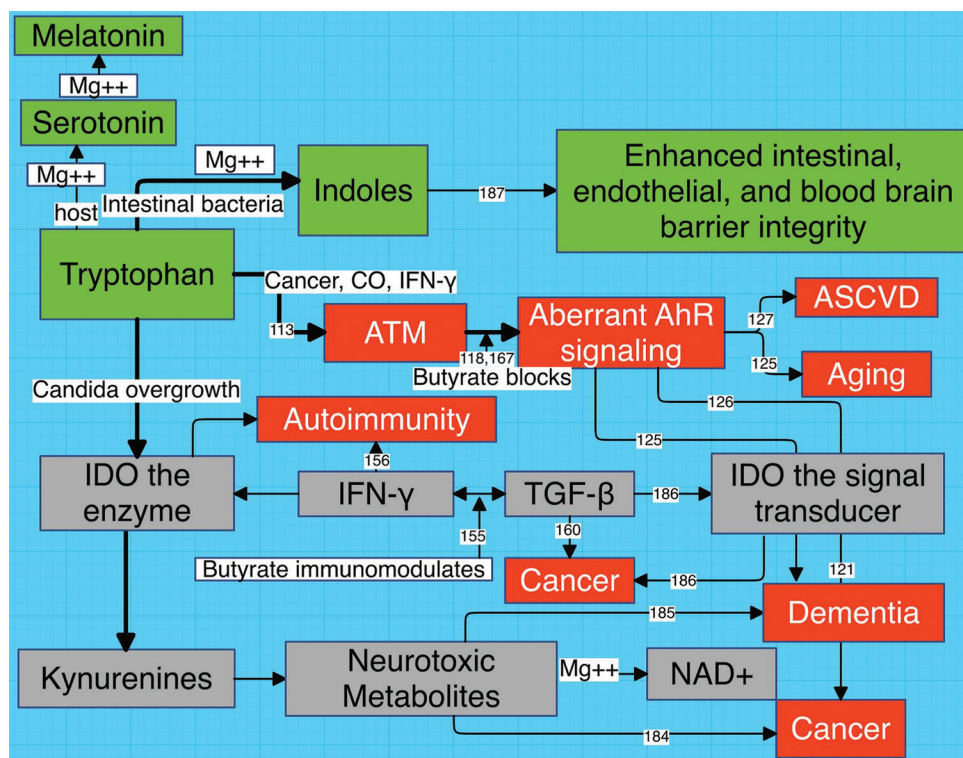 Melatonin
Mg++
Serotonin
Mg++
host
Mg++
Intestinal bacteria
Indoles
187
Enhanced intestinal,
endothelial, and blood brain
barrier integrity
Tryptophan
Cancer, CO, IFN-γ
113
ATM
118,167
Butyrate blocks
Aberrant AhR
signaling
127
ASCVD
125
Aging
Candida overgrowth
Autoimmunity
126
125
156
IDO the
enzyme
IFN-γ
TGF-β
186
IDO the signal
transducer
155
160
Butyrate immunomodulates
Cancer
186
121
185
Dementia
Kynurenines
Neurotoxic
Metabolites
Mg++
NAD+
184
Cancer